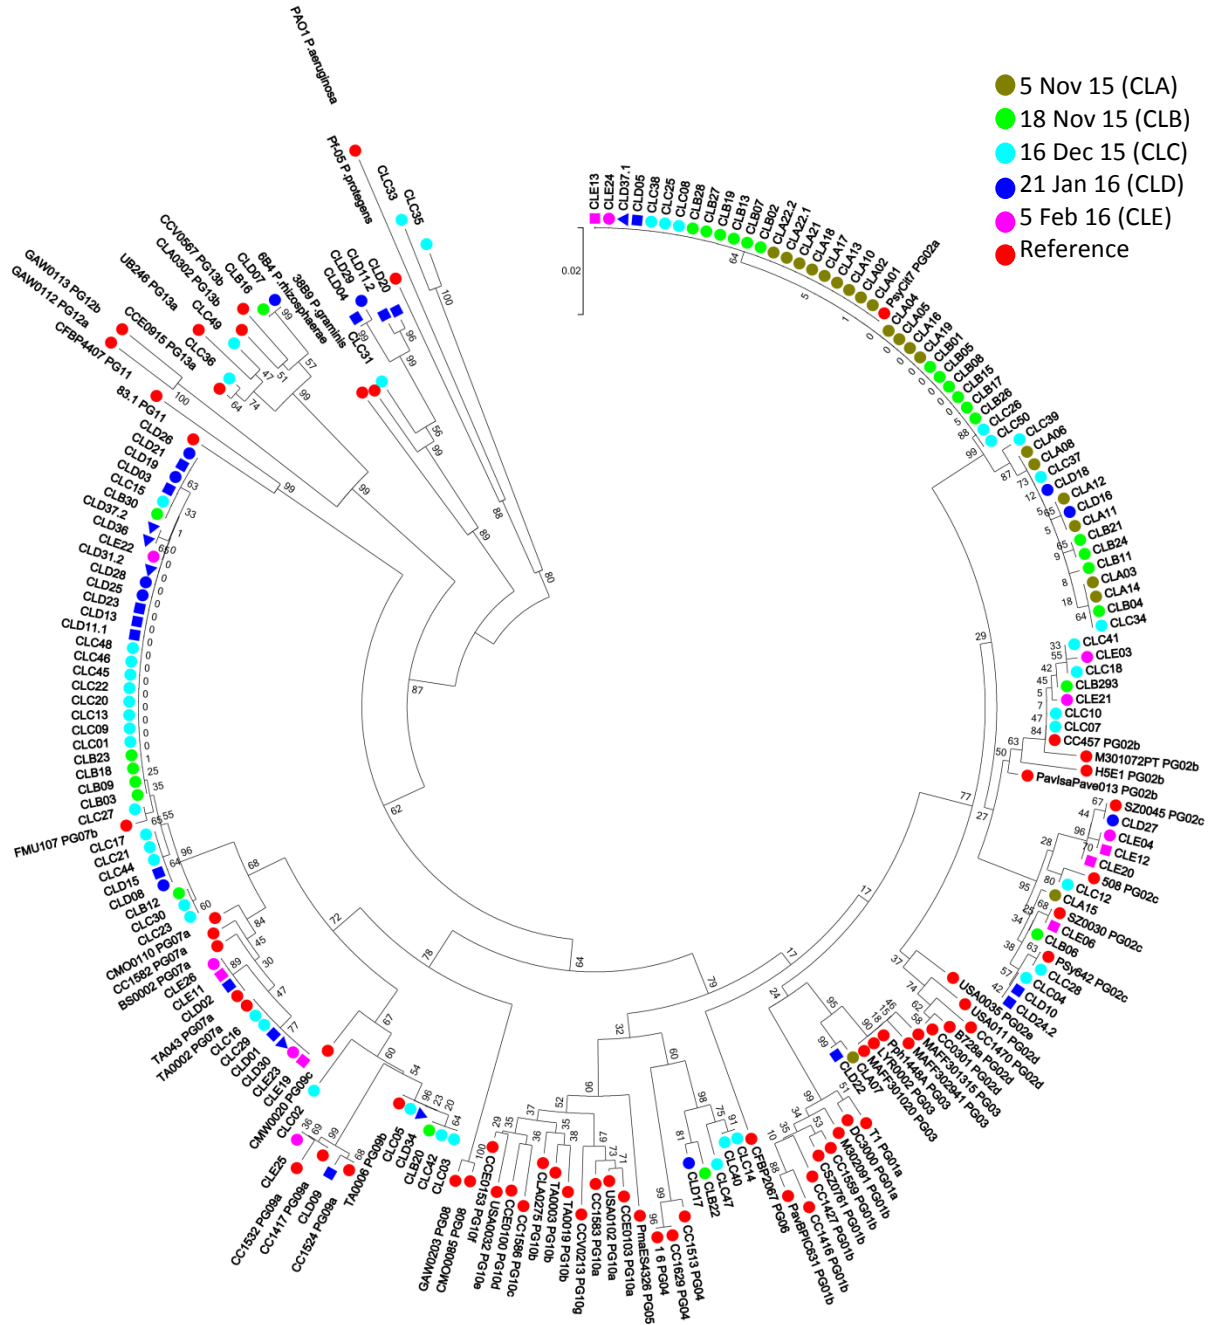 5 Nov 15 (CLA)
18 Nov 15 (CLB)
16 Dec 15 (CLC)
21 Jan 16 (CLD)
5 Feb 16 (CLE)
Reference
0.02
PAO1 P.aeruginosa
Pf-05 P.protegens
CLC33
CLC35
CLE13
CLE24
CLD37.1
CLD05
CLC38
CLC25
CLC08
CLB28
CLB27
CLB19
CLB13
CLB07
CLB02
CLA22.2
CLA22.1
CLA21
CLA18
CLA17
CLA13
CLA10
CLA02
CLA01
PsyCit7 PG02a
CLA04
CLA05
CLA16
CLA19
CLB01
CLB05
CLB08
CLB15
CLB17
CLB26
CLC26
CLC50
CLC39
CLA06
CLA08
CLC37
CLD18
CLA12
CLD16
CLA11
CLB21
CLB24
CLB11
CLA03
CLA14
CLB04
CLC34
CLC41
CLE03
CLC18
CLB293
CLE21
CLC10
CLC07
CC457 PG02b
M301072PT PG02b
H5E1 PG02b
PavIsaPave013 PG02b
SZ0045 PG02c
CLD27
CLE04
CLE12
CLE20
508 PG02c
CLC12
CLA15
SZ0030 PG02c
CLE06
CLB06
PSy642 PG02c
CLC28
CLC04
CLD10
CLD24.2
USA0035 PG02e
USA011 PG02d
CC1470 PG02d
B728a PG02d
CC0301 PG02d
MAFF301315 PG03
MAFF302941 PG03
Pph1448A PG03
LYR0002 PG03
MAFF301020 PG03
CLA07
CLD22
T1 PG01a
DC3000 PG01a
M302091 PG01b
CC1559 PG01b
CSZ0761 PG01b
CC1427 PG01b
CC1416 PG01b
PavBPIC631 PG01b
CFBP2067 PG06
CLC14
CLC40
CLC47
CLB22
CLD17
CC1513 PG04
CC1629 PG04
1 6 PG04
PmaES4326 PG05
CCE0103 PG10a
USA0102 PG10a
CC1583 PG10a
CCV0213 PG10g
TA0019 PG10b
TA0003 PG10b
CLA0275 PG10b
CC1586 PG10c
CCE0100 PG10d
USA0032 PG10e
CCE0153 PG10f
CMO0085 PG08
GAW0203 PG08
CLC03
CLC42
CLB20
CLD34
CLC05
TA0006 PG09b
CC1524 PG09a
CLD09
CC1417 PG09a
CC1532 PG09a
CLE25
CLC02
CMW0020 PG09c
CLE19
CLE23
CLD30
CLD01
CLC29
CLC16
TA0002 PG07a
TA043 PG07a
CLD02
CLE11
CLE26
BS0002 PG07a
CC1582 PG07a
CMO0110 PG07a
CLC23
CLC30
CLB12
CLD08
CLD15
CLC44
CLC21
CLC17
FMU107 PG07b
CLC27
CLB03
CLB09
CLB18
CLB23
CLC01
CLC09
CLC13
CLC20
CLC22
CLC45
CLC46
CLC48
CLD11.1
CLD13
CLD23
CLD25
CLD28
CLD31.2
CLE22
CLD36
CLD37.2
CLB30
CLC15
CLD03
CLD19
CLD21
CLD26
83.1 PG11
CFBP4407 PG11
GAW0112 PG12a
GAW0113 PG12b
CCE0915 PG13a
CLC36
CLC49
UB246 PG13a
CLA0302 PG13b
CCV0567 PG13b
CLB16
CLD07
6B4 P.rhizosphaerae
38B9 P.graminis
CLC31
CLD04
CLD29
CLD11.2
CLD20